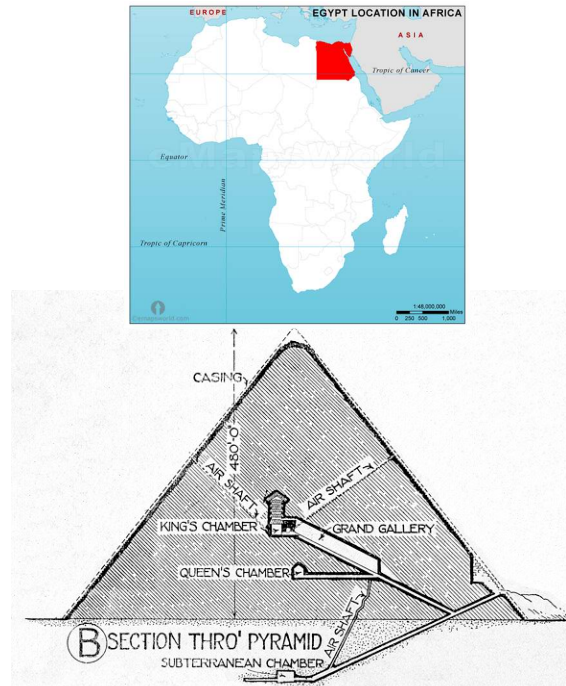 EUROPE
EGYPT LOCATION IN AFRICA
ASIA
Tropic of Cancer
Equator
Prime Meridian
Tropic of Capricorn
1:48,000,000
Miles
0 250 500 1,000
CASING
480'-0"
AIR SHAFT
AIR SHAFT
KING'S CHAMBER
GRAND GALLERY
QUEEN'S CHAMBER
AIR SHAFT
B SECTION THRO' PYRAMID
SUBTERRANEAN CHAMBER